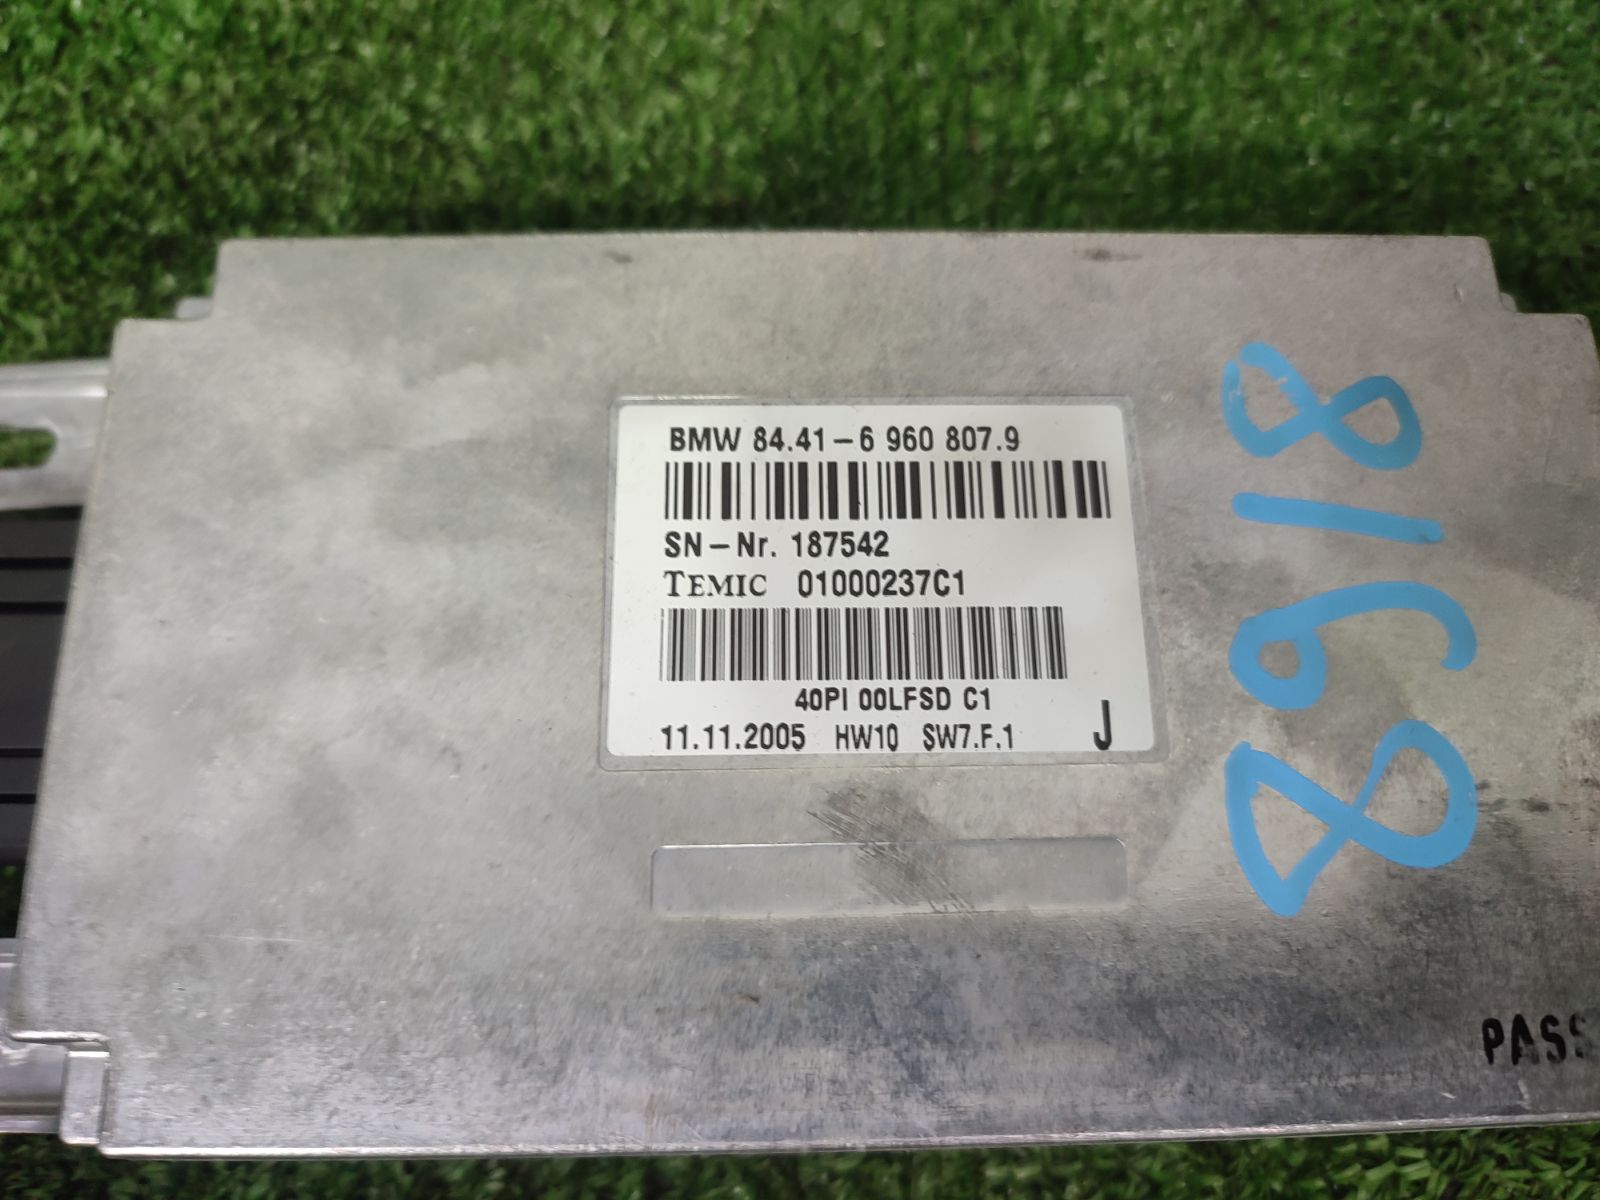 BMW 84.41-6 960 807.9
SN-Nr. 187542
TEMIC 01000237C1
40PI 00LFSD C1
11.11.2005 HW10 SW7.F.1 J
8918
PASS